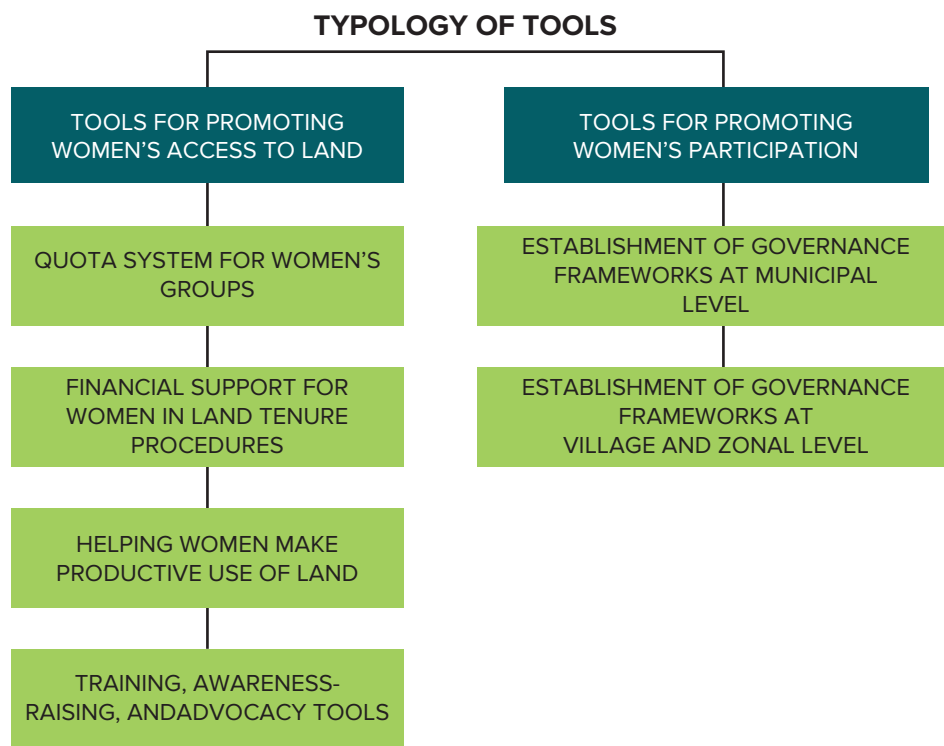 TYPOLOGY OF TOOLS
TOOLS FOR PROMOTING
WOMEN’S ACCESS TO LAND
QUOTA SYSTEM FOR WOMEN’S
GROUPS
FINANCIAL SUPPORT FOR
WOMEN IN LAND TENURE
PROCEDURES
HELPING WOMEN MAKE
PRODUCTIVE USE OF LAND
TRAINING, AWARENESS-
RAISING, ANDADVOCACY TOOLS
TOOLS FOR PROMOTING
WOMEN’S PARTICIPATION
ESTABLISHMENT OF GOVERNANCE
FRAMEWORKS AT MUNICIPAL
LEVEL
ESTABLISHMENT OF GOVERNANCE
FRAMEWORKS AT
VILLAGE AND ZONAL LEVEL